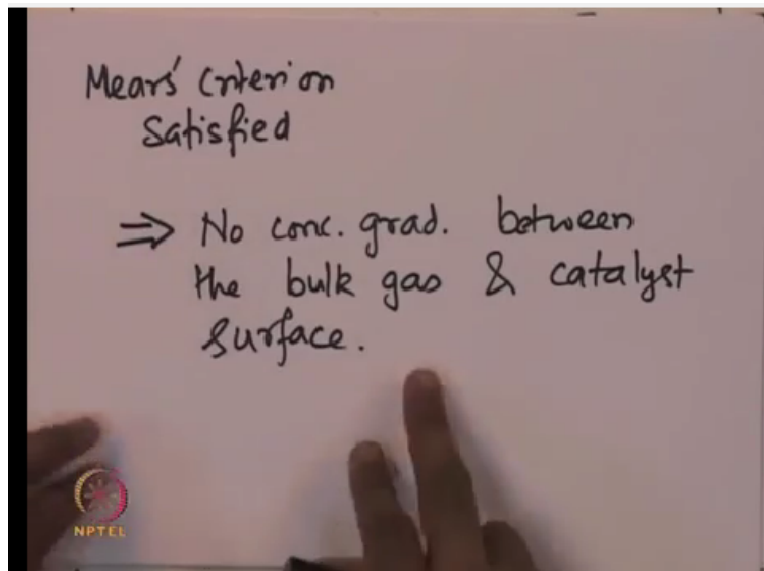 Mears' Criterion
Satisfied
⇒ No conc. grad. between
the bulk gas & catalyst
surface.
NPTEL